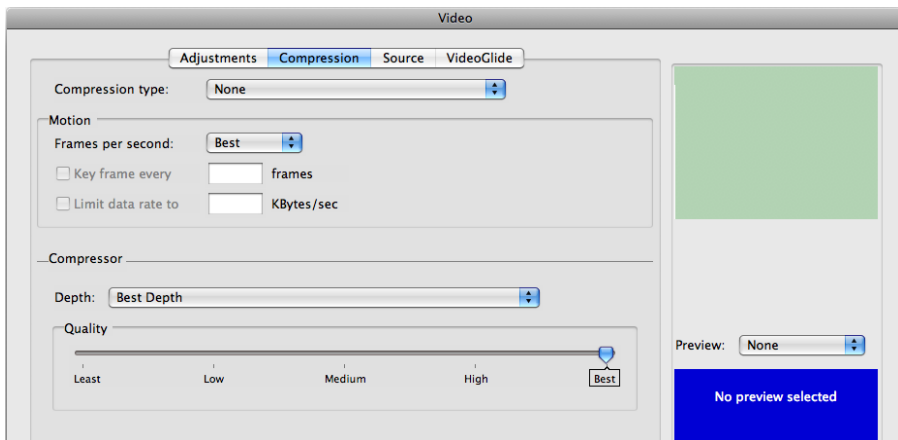 Video
Adjustments Compression Source VideoGlide
Compression type: None
Motion
Frames per second: Best
Key frame every frames
Limit data rate to KBytes/sec
Compressor
Depth: Best Depth
Quality
Least Low Medium High Best
Preview: None
No preview selected